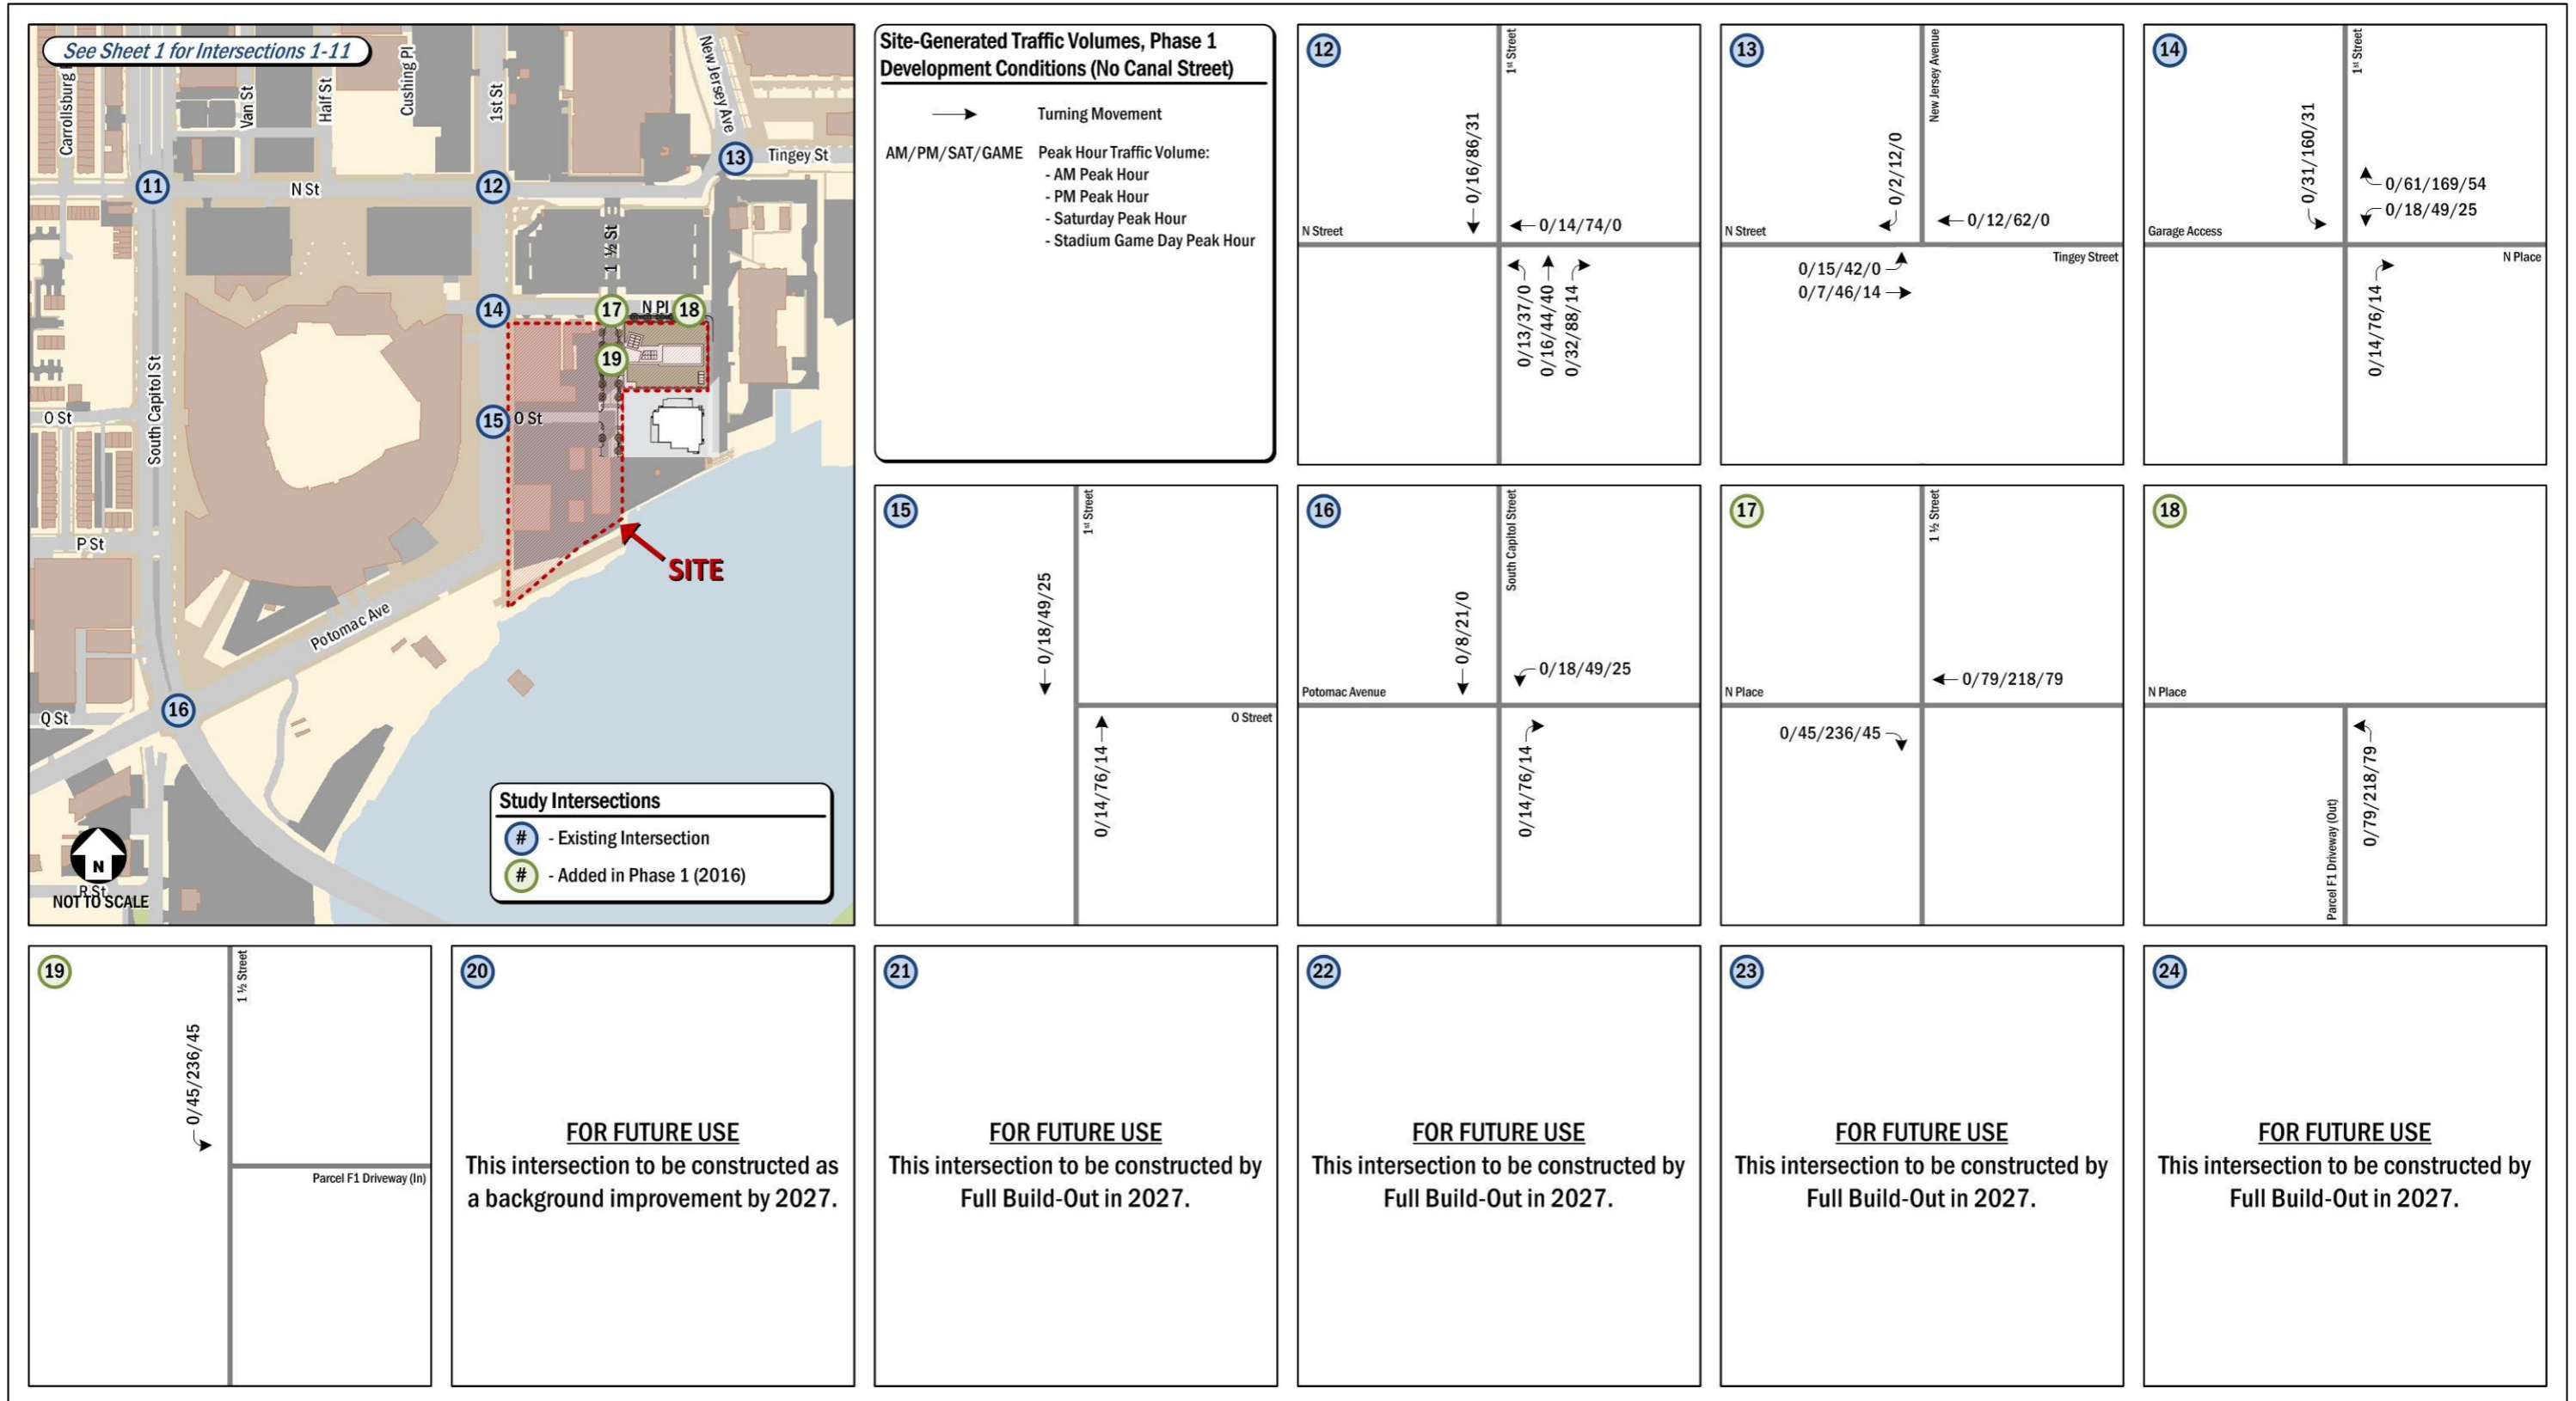 See Sheet 1 for Intersections 1-11
Van St
Half St
Cushing Pl
1st St
New Jersey Ave
13
Tingey St
11
N St
12
1 ½ St
14
17
N Pl
18
19
South Capitol St
O St
15
O St
P St
SITE
Potomac Ave
Q St
16
N
R St
NOT TO SCALE
Study Intersections
# - Existing Intersection
# - Added in Phase 1 (2016)
Site-Generated Traffic Volumes, Phase 1
Development Conditions (No Canal Street)
Turning Movement
AM/PM/SAT/GAME Peak Hour Traffic Volume:
- AM Peak Hour
- PM Peak Hour
- Saturday Peak Hour
- Stadium Game Day Peak Hour
12
1st Street
0/16/86/31
0/14/74/0
N Street
0/13/37/0
0/16/44/40
0/32/88/14
13
New Jersey Avenue
0/2/12/0
0/12/62/0
N Street
Tingey Street
0/15/42/0
0/7/46/14
14
1st Street
0/31/160/31
0/61/169/54
0/18/49/25
Garage Access
N Place
0/14/76/14
15
1st Street
0/18/49/25
O Street
0/14/76/14
16
South Capitol Street
0/8/21/0
0/18/49/25
Potomac Avenue
0/14/76/14
17
1 ½ Street
0/79/218/79
N Place
0/45/236/45
18
N Place
Parcel F1 Driveway (Out)
0/79/218/79
19
1 ½ Street
0/45/236/45
Parcel F1 Driveway (In)
20
FOR FUTURE USE
This intersection to be constructed as
a background improvement by 2027.
21
FOR FUTURE USE
This intersection to be constructed by
Full Build-Out in 2027.
22
FOR FUTURE USE
This intersection to be constructed by
Full Build-Out in 2027.
23
FOR FUTURE USE
This intersection to be constructed by
Full Build-Out in 2027.
24
FOR FUTURE USE
This intersection to be constructed by
Full Build-Out in 2027.